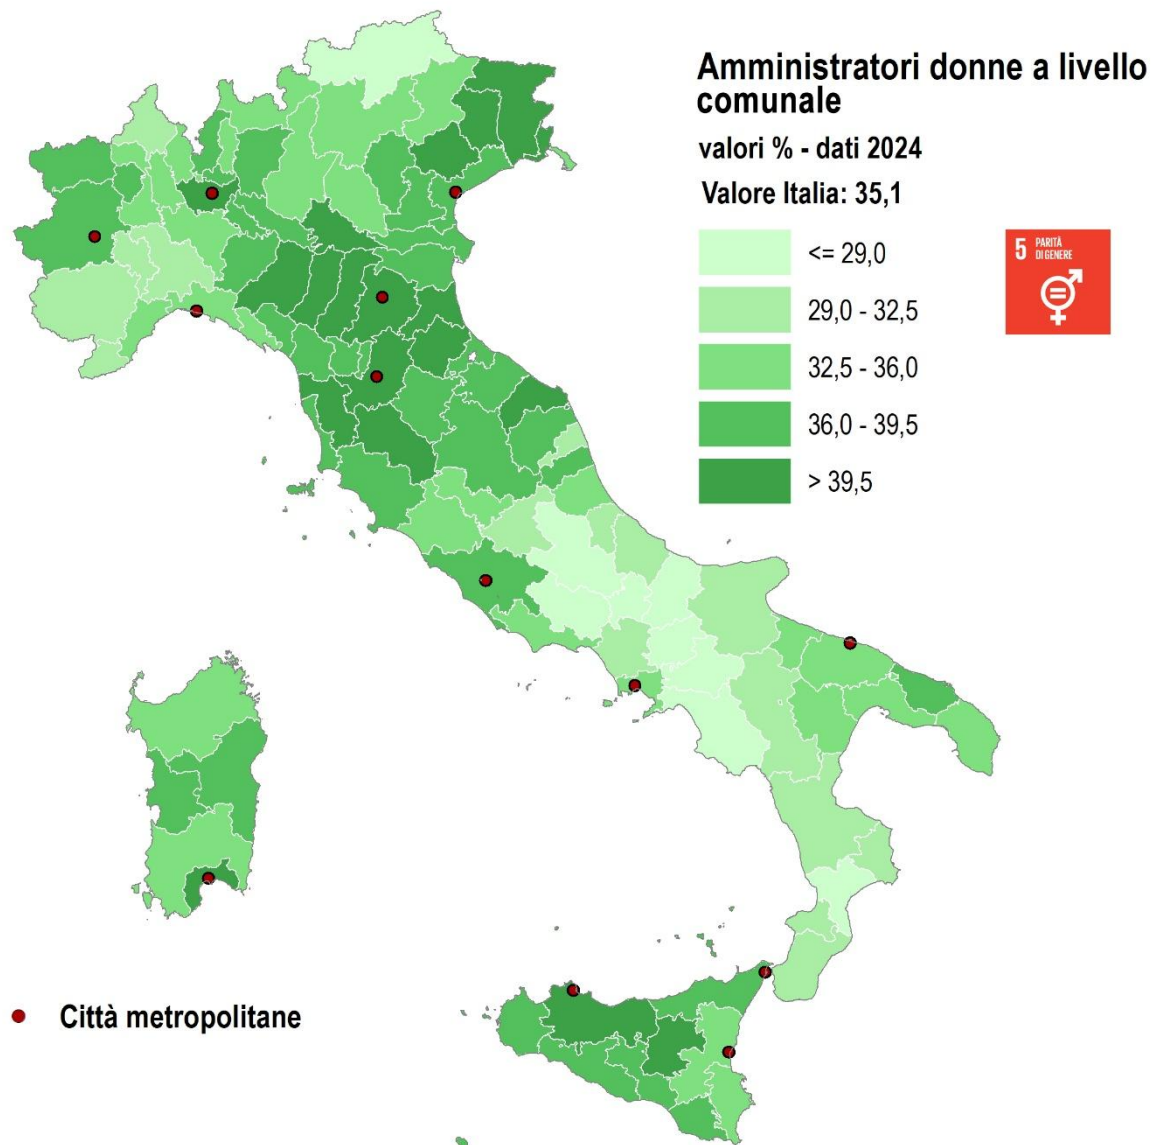 Amministratori donne a livello
comunale
valori % - dati 2024
Valore Italia: 35,1
<= 29,0
29,0 - 32,5
32,5 - 36,0
36,0 - 39,5
> 39,5
5 PARITÀ
DI GENERE
Città metropolitane